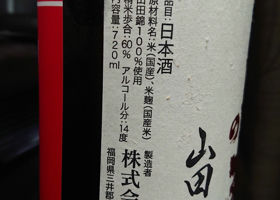 品目：日本酒
原材料名：米（国産）、米麹（国産米）
山田錦100％使用
精米歩合：60％ アルコール分：14度
内容量：720ml
製造者
株式会
福岡県三井郡
山田
の